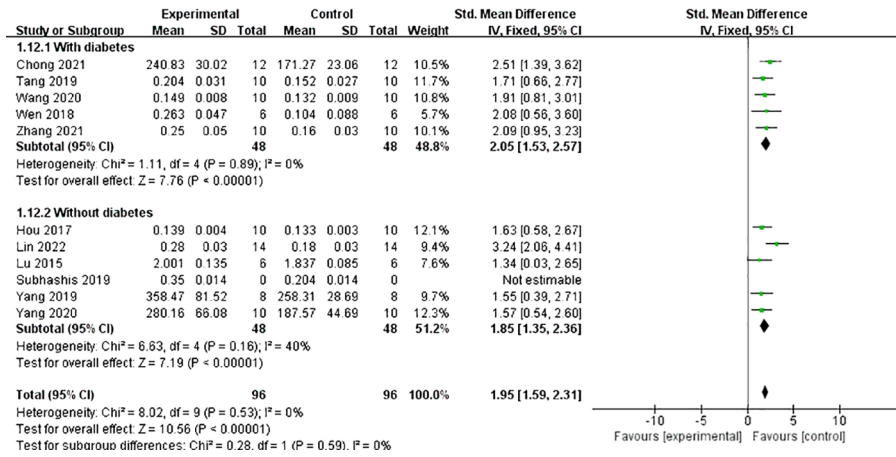 Experimental Control Std. Mean Difference Std. Mean Difference
Study or Subgroup Mean SD Total Mean SD Total Weight IV, Fixed, 95% CI IV, Fixed, 95% CI
1.12.1 With diabetes
Chong 2021 240.83 30.02 12 171.27 23.06 12 10.5% 2.51 [1.39, 3.62]
Tang 2019 0.204 0.031 10 0.152 0.027 10 11.7% 1.71 [0.66, 2.77]
Wang 2020 0.149 0.008 10 0.132 0.009 10 10.8% 1.91 [0.81, 3.01]
Wen 2018 0.263 0.047 6 0.104 0.088 6 5.7% 2.08 [0.56, 3.60]
Zhang 2021 0.25 0.05 10 0.16 0.03 10 10.1% 2.09 [0.95, 3.23]
Subtotal (95% CI) 48 48 48.8% 2.05 [1.53, 2.57]
Heterogeneity: Chi² = 1.11, df = 4 (P = 0.89); I² = 0%
Test for overall effect: Z = 7.76 (P < 0.00001)
1.12.2 Without diabetes
Hou 2017 0.139 0.004 10 0.133 0.003 10 12.1% 1.63 [0.58, 2.67]
Lin 2022 0.28 0.03 14 0.18 0.03 14 9.4% 3.24 [2.06, 4.41]
Lu 2015 2.001 0.135 6 1.837 0.085 6 7.6% 1.34 [0.03, 2.65]
Subhashis 2019 0.35 0.014 0 0.204 0.014 0 Not estimable
Yang 2019 358.47 81.52 8 258.31 28.69 8 9.7% 1.55 [0.39, 2.71]
Yang 2020 280.16 66.08 10 187.57 44.69 10 12.3% 1.57 [0.54, 2.60]
Subtotal (95% CI) 48 48 51.2% 1.85 [1.35, 2.36]
Heterogeneity: Chi² = 6.63, df = 4 (P = 0.16); I² = 40%
Test for overall effect: Z = 7.19 (P < 0.00001)
Total (95% CI) 96 96 100.0% 1.95 [1.59, 2.31]
Heterogeneity: Chi² = 8.02, df = 9 (P = 0.53); I² = 0%
Test for overall effect: Z = 10.56 (P < 0.00001)
Test for subgroup differences: Chi² = 0.28, df = 1 (P = 0.59), I² = 0%
-10 -5 0 5 10
Favours [experimental] Favours [control]